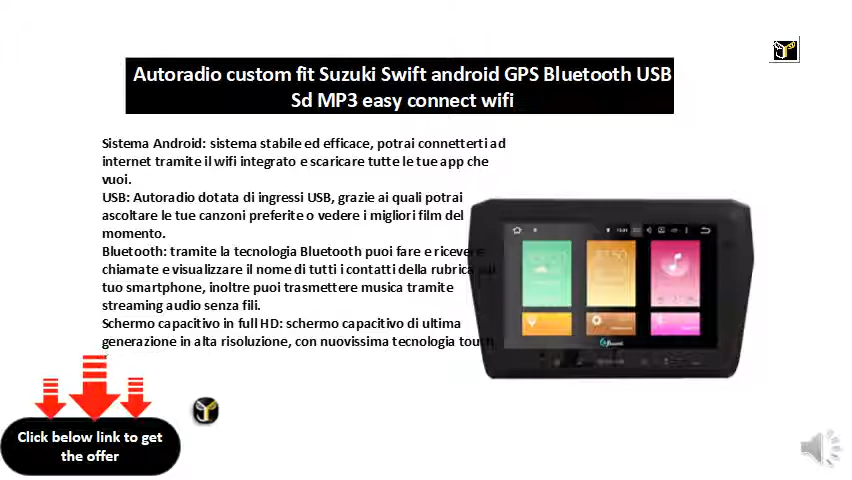 Autoradio custom fit Suzuki Swift android GPS Bluetooth USB
Sd MP3 easy connect wifi
Sistema Android: sistema stabile ed efficace, potrai connetterti ad
internet tramite il wifi integrato e scaricare tutte le tue app che
vuoi.
USB: Autoradio dotata di ingressi USB, grazie ai quali potrai
ascoltare le tue canzoni preferite o vedere i migliori film del
momento.
Bluetooth: tramite la tecnologia Bluetooth puoi fare e ricevere
chiamate e visualizzare il nome di tutti i contatti della rubrica
tuo smartphone, inoltre puoi trasmettere musica tramite
streaming audio senza fili.
Schermo capacitivo in full HD: schermo capacitivo di ultima
generazione in alta risoluzione, con nuovissima tecnologia touch
Click below link to get
the offer